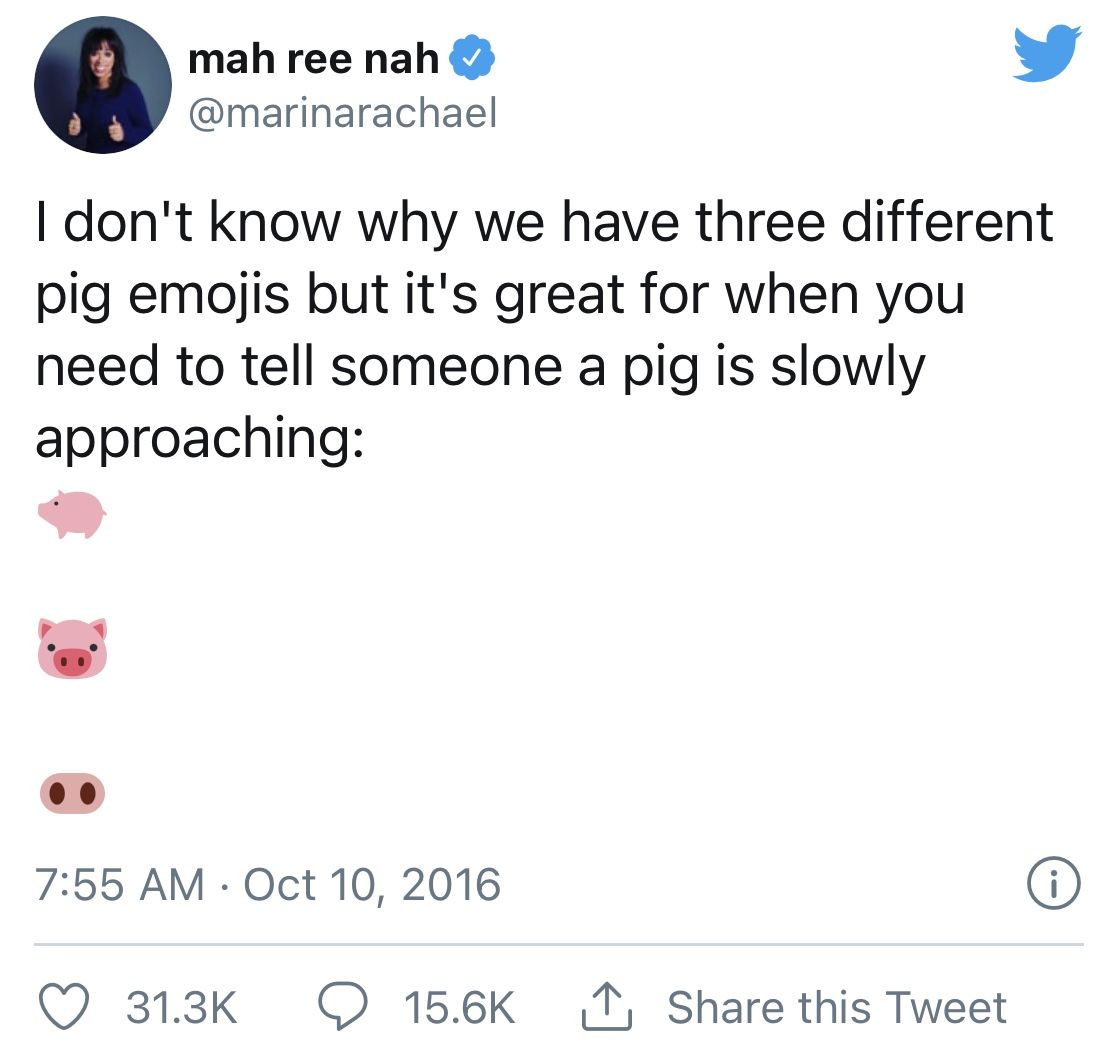 mah ree nah
@marinarachael
I don't know why we have three different
pig emojis but it's great for when you
need to tell someone a pig is slowly
approaching:
🐖
🐷
🐽
7:55 AM · Oct 10, 2016
31.3K 15.6K Share this Tweet